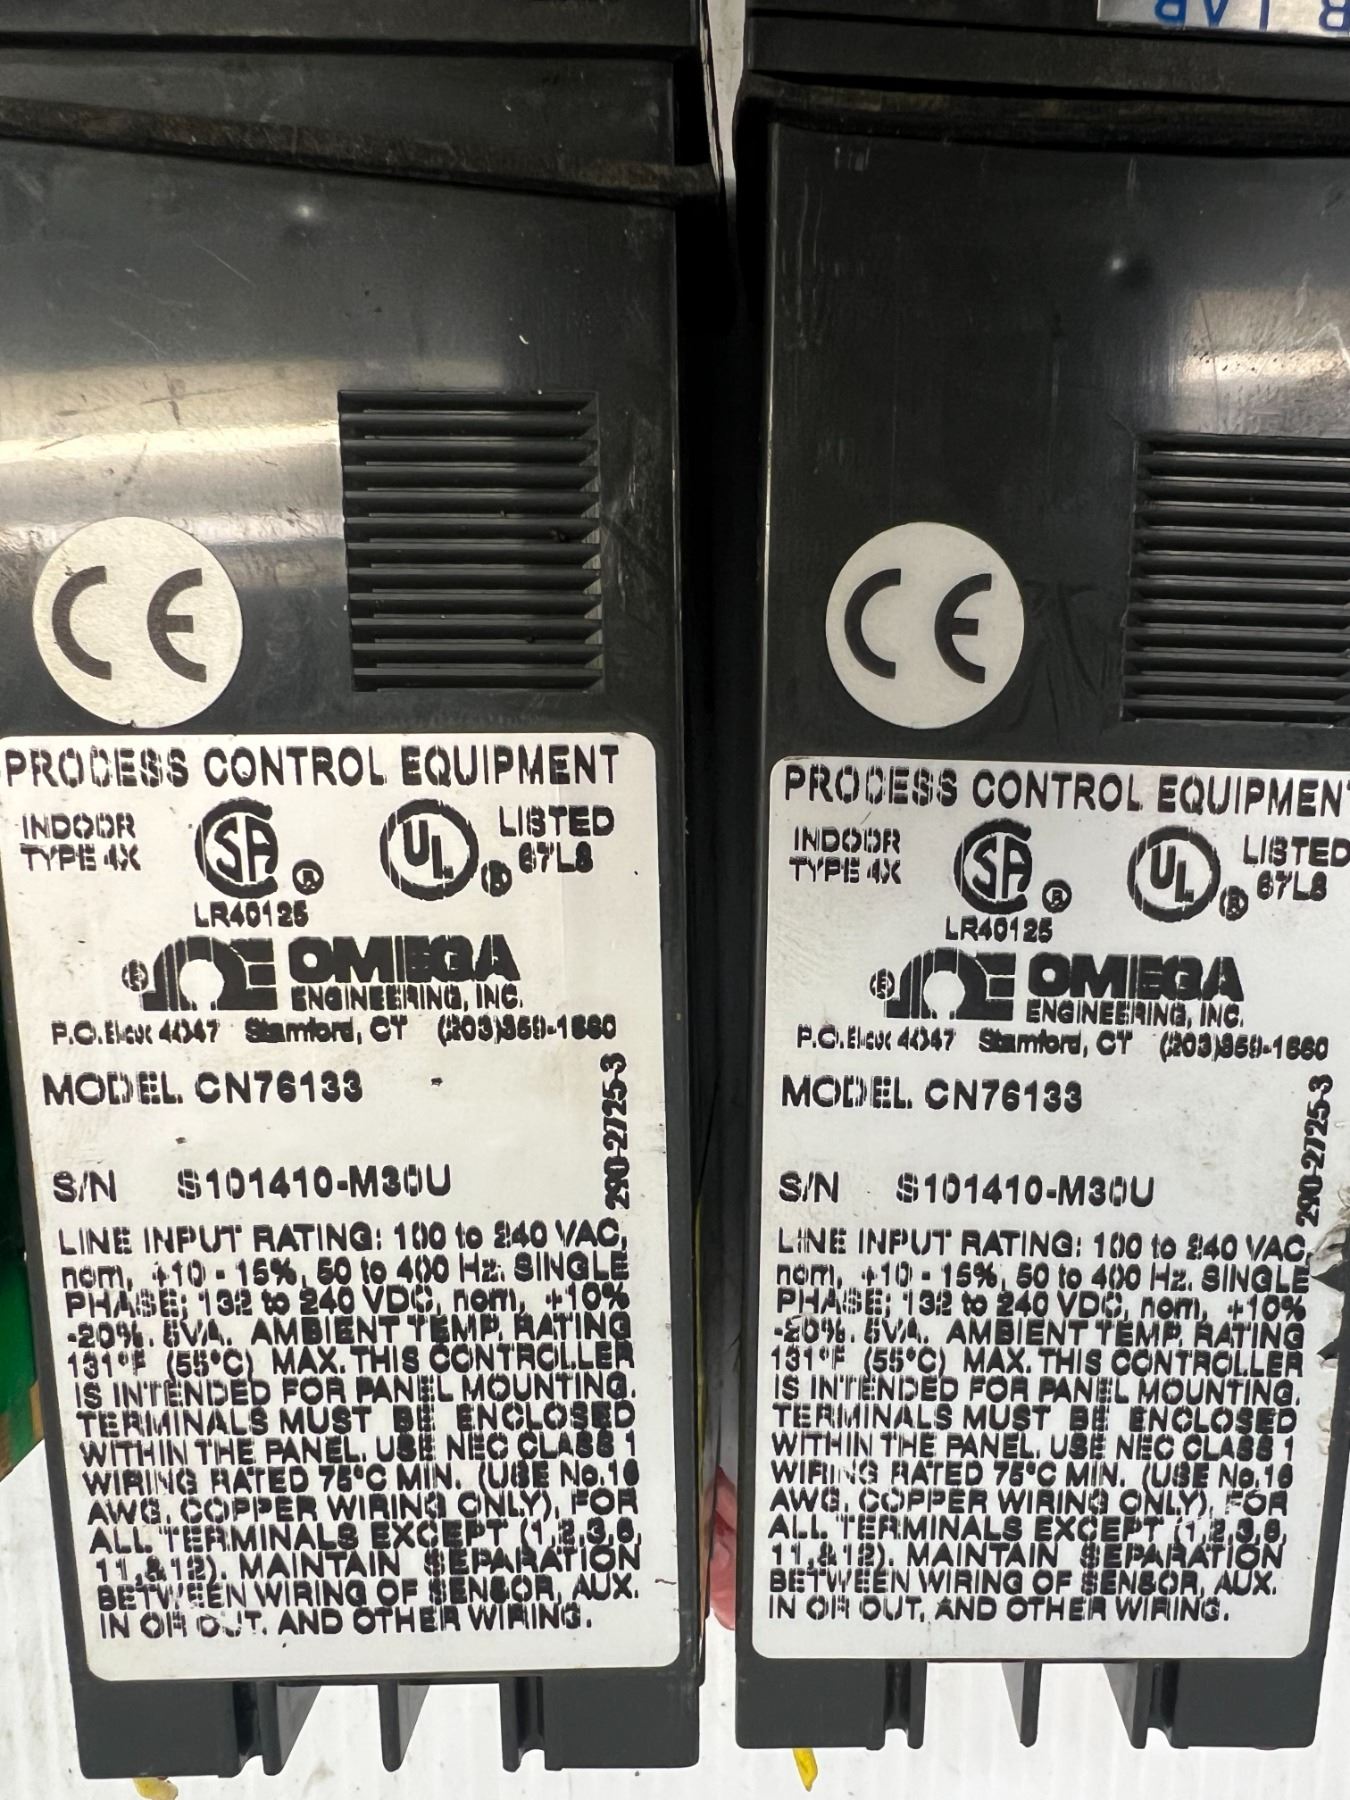 CE
PROCESS CONTROL EQUIPMENT
INDOOR
TYPE 4X
SA ®
LR40125
UL ®
LISTED
67L8
® OMEGA
ENGINEERING, INC.
P.O. Box 4047 Stamford, CT (203)359-1660
MODEL CN76133
290-2725-3
S/N S101410-M30U
LINE INPUT RATING: 100 to 240 VAC,
nom, +10 - 15%, 50 to 400 Hz. SINGLE
PHASE; 132 to 240 VDC, nom, +10%
-20%. 5VA. AMBIENT TEMP. RATING
131°F (55°C) MAX. THIS CONTROLLER
IS INTENDED FOR PANEL MOUNTING.
TERMINALS MUST BE ENCLOSED
WITHIN THE PANEL. USE NEC CLASS 1
WIRING RATED 75°C MIN. (USE No.16
AWG. COPPER WIRING ONLY), FOR
ALL TERMINALS EXCEPT (1,2,3,8,
11,&12). MAINTAIN SEPARATION
BETWEEN WIRING OF SENSOR, AUX.
IN OR OUT, AND OTHER WIRING.
LAB
CE
PROCESS CONTROL EQUIPMENT
INDOOR
TYPE 4X
SA ®
LR40125
UL ®
LISTED
67L8
® OMEGA
ENGINEERING, INC.
P.O. Box 4047 Stamford, CT (203)359-1660
MODEL CN76133
290-2725-3
S/N S101410-M30U
LINE INPUT RATING: 100 to 240 VAC,
nom, +10 - 15%, 50 to 400 Hz. SINGLE
PHASE; 132 to 240 VDC, nom, +10%
-20%. 5VA. AMBIENT TEMP. RATING
131°F (55°C) MAX. THIS CONTROLLER
IS INTENDED FOR PANEL MOUNTING.
TERMINALS MUST BE ENCLOSED
WITHIN THE PANEL. USE NEC CLASS 1
WIRING RATED 75°C MIN. (USE No.16
AWG. COPPER WIRING ONLY), FOR
ALL TERMINALS EXCEPT (1,2,3,8,
11,&12). MAINTAIN SEPARATION
BETWEEN WIRING OF SENSOR, AUX.
IN OR OUT, AND OTHER WIRING.